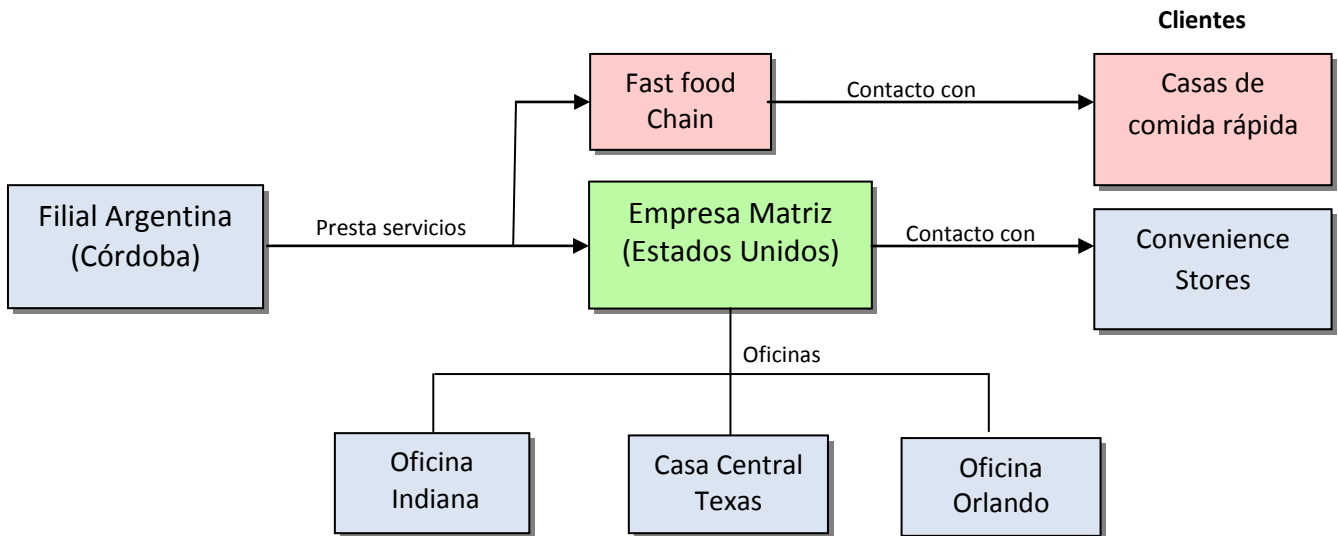 Clientes
Fast food
Chain
Contacto con
Casas de
comida rápida
Filial Argentina
(Córdoba)
Presta servicios
Empresa Matriz
(Estados Unidos)
Contacto con
Convenience
Stores
Oficinas
Oficina
Indiana
Casa Central
Texas
Oficina
Orlando